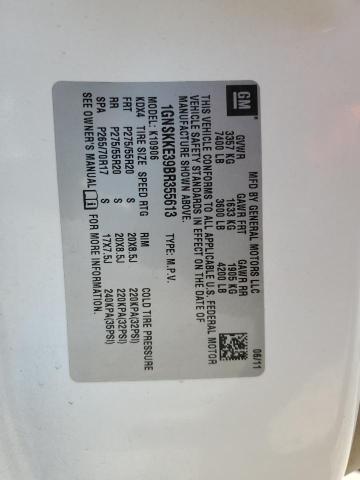 GM
MFD BY GENERAL MOTORS LLC
06/11
GVWR GAWR FRT GAWR RR
3357 KG 1633 KG 1905 KG
7400 LB 3600 LB 4200 LB
THIS VEHICLE CONFORMS TO ALL APPLICABLE U.S. FEDERAL MOTOR
VEHICLE SAFETY STANDARDS IN EFFECT ON THE DATE OF
MANUFACTURE SHOWN ABOVE.
1GNSKKE39BR355613 TYPE: M.P.V.
MODEL: K10906
KDX4 TIRE SIZE SPEED RTG RIM COLD TIRE PRESSURE
FRT P275/55R20 S 20X8.5J 220KPA(32PSI)
RR P275/55R20 S 20X8.5J 220KPA(32PSI)
SPA P265/70R17 S 17X7.5J 240KPA(35PSI)
SEE OWNER'S MANUAL